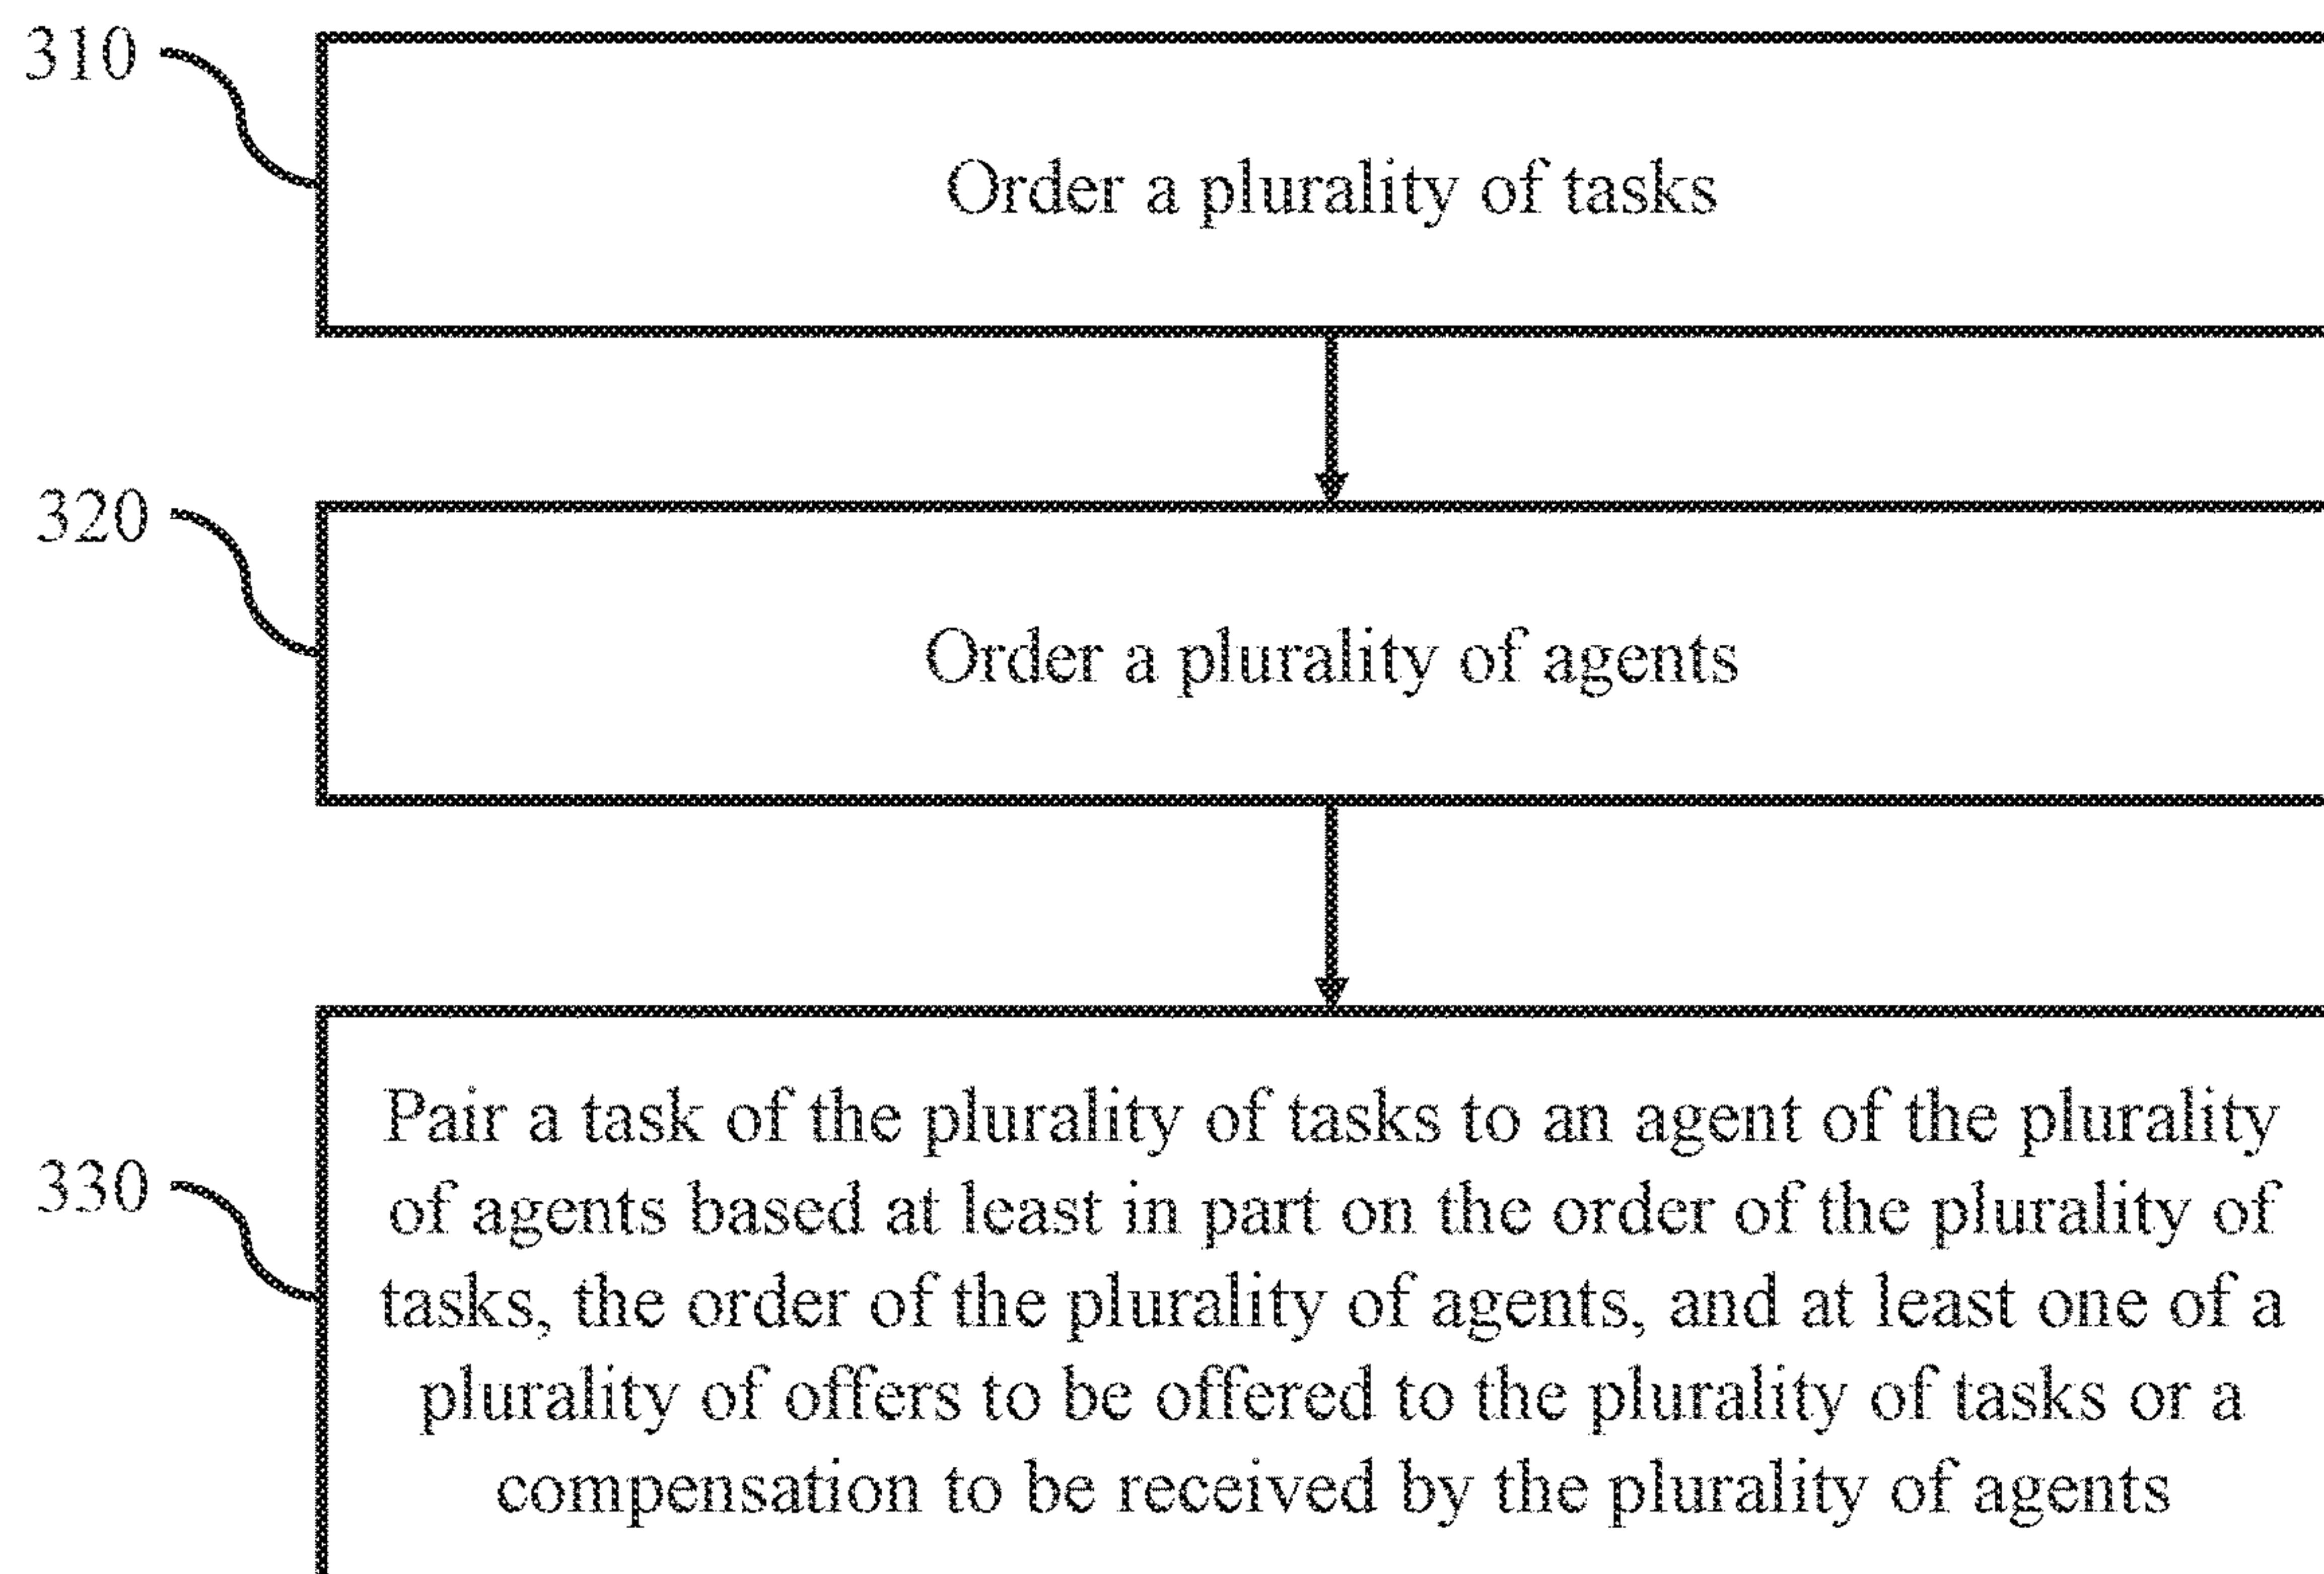 310
Order a plurality of tasks
320
Order a plurality of agents
330
Pair a task of the plurality of tasks to an agent of the plurality
of agents based at least in part on the order of the plurality of
tasks, the order of the plurality of agents, and at least one of a
plurality of offers to be offered to the plurality of tasks or a
compensation to be received by the plurality of agents